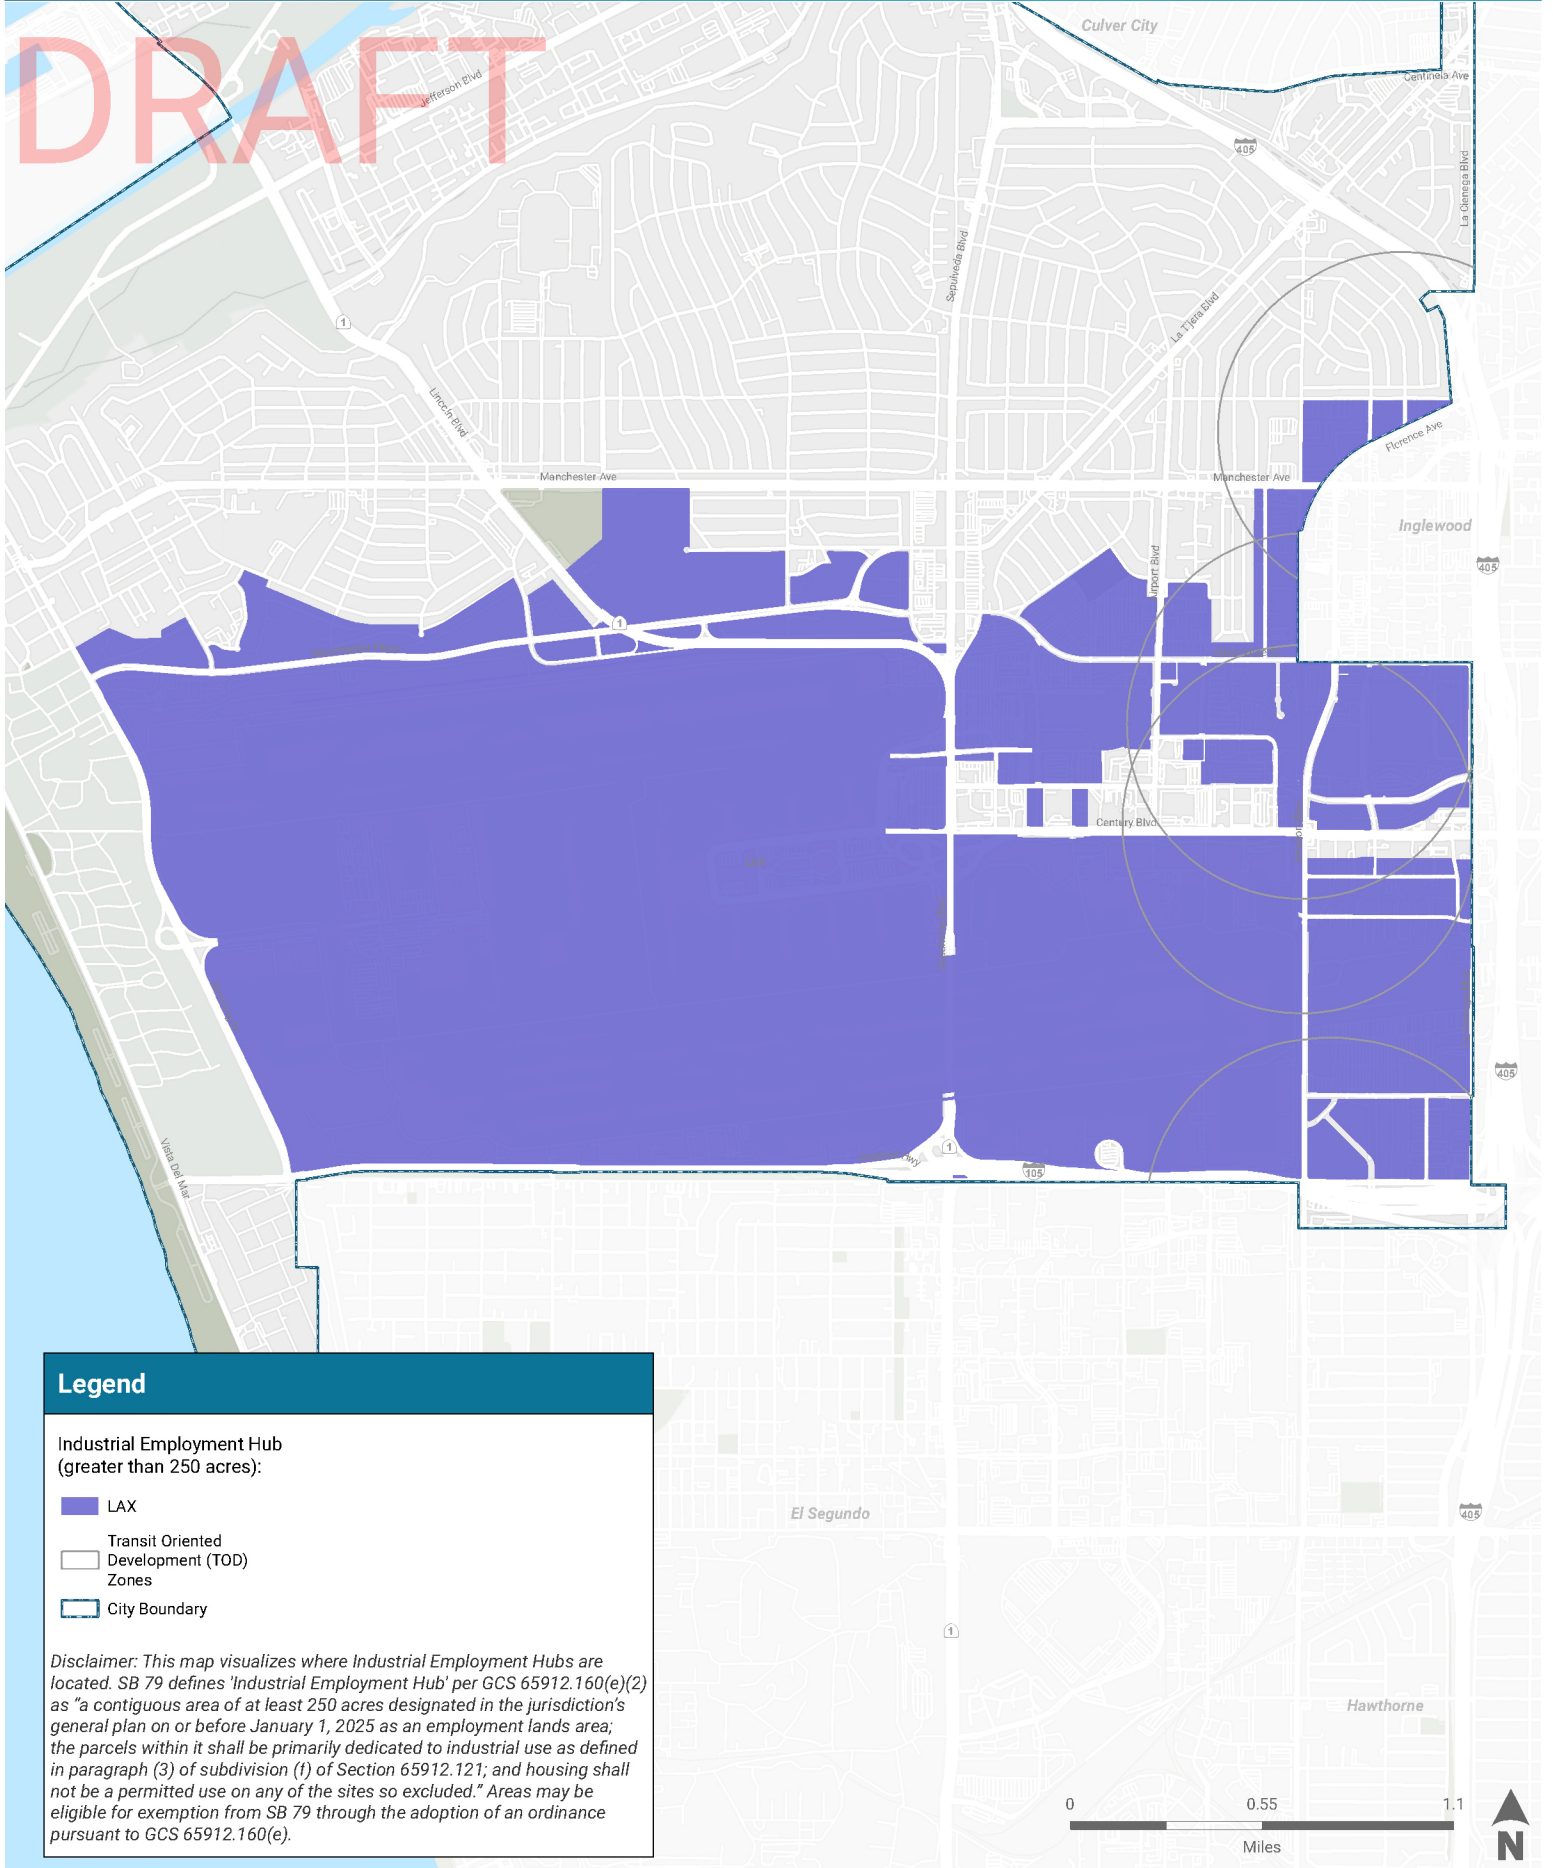 DRAFT
Culver City
Centinela Ave
Jefferson Blvd
405
La Cienega Blvd
Sepulveda Blvd
La Tijera Blvd
1
Lincoln Blvd
Florence Ave
Manchester Ave
Manchester Ave
Inglewood
405
Airport Blvd
1
Century Blvd
LAX
405
1
105
Vista Del Mar
Legend
Industrial Employment Hub
(greater than 250 acres):
LAX
Transit Oriented
Development (TOD)
Zones
City Boundary
Disclaimer: This map visualizes where Industrial Employment Hubs are
located. SB 79 defines 'Industrial Employment Hub' per GCS 65912.160(e)(2)
as “a contiguous area of at least 250 acres designated in the jurisdiction’s
general plan on or before January 1, 2025 as an employment lands area;
the parcels within it shall be primarily dedicated to industrial use as defined
in paragraph (3) of subdivision (f) of Section 65912.121; and housing shall
not be a permitted use on any of the sites so excluded.” Areas may be
eligible for exemption from SB 79 through the adoption of an ordinance
pursuant to GCS 65912.160(e).
El Segundo
405
1
Hawthorne
0 0.55 1.1
Miles
N